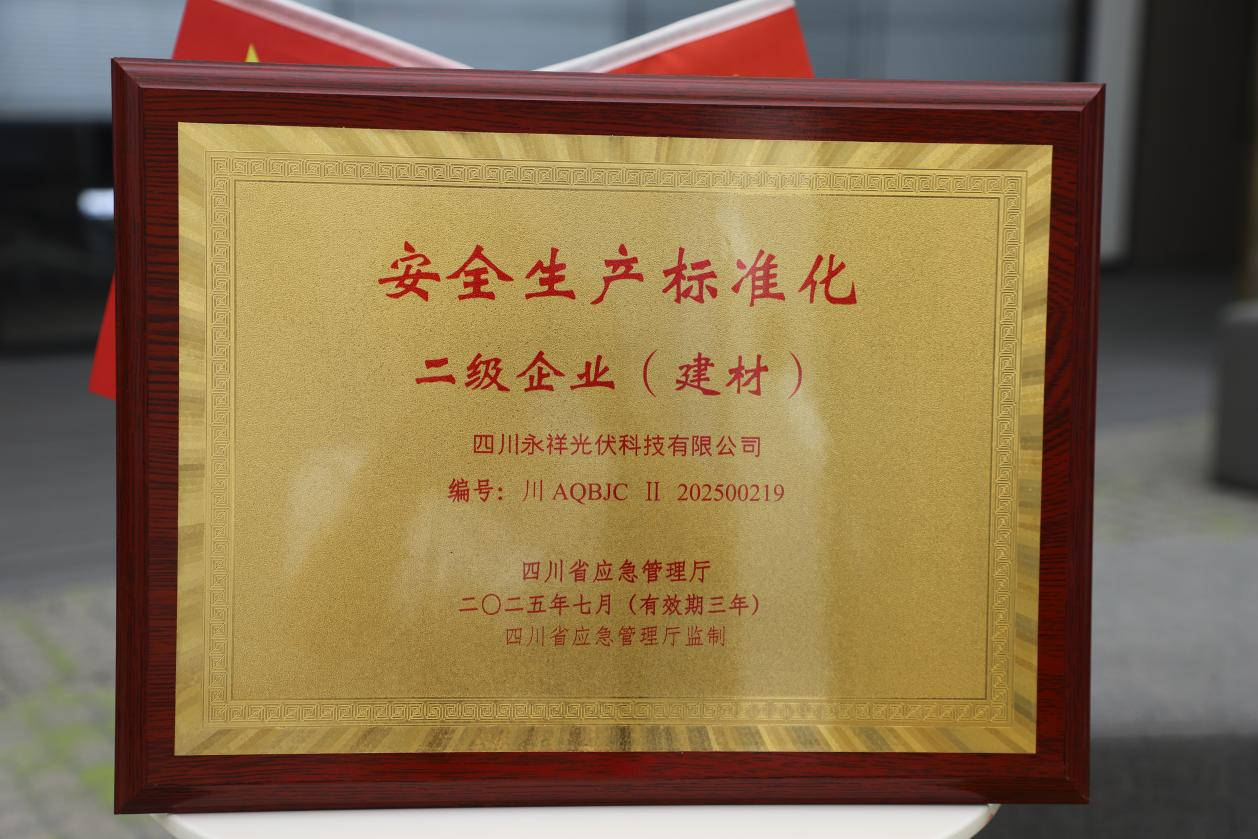 安全生产标准化
二级企业（建材）
四川永祥光伏科技有限公司
编号：川 AQBJC Ⅱ 202500219
四川省应急管理厅
二〇二五年七月（有效期三年）
四川省应急管理厅监制